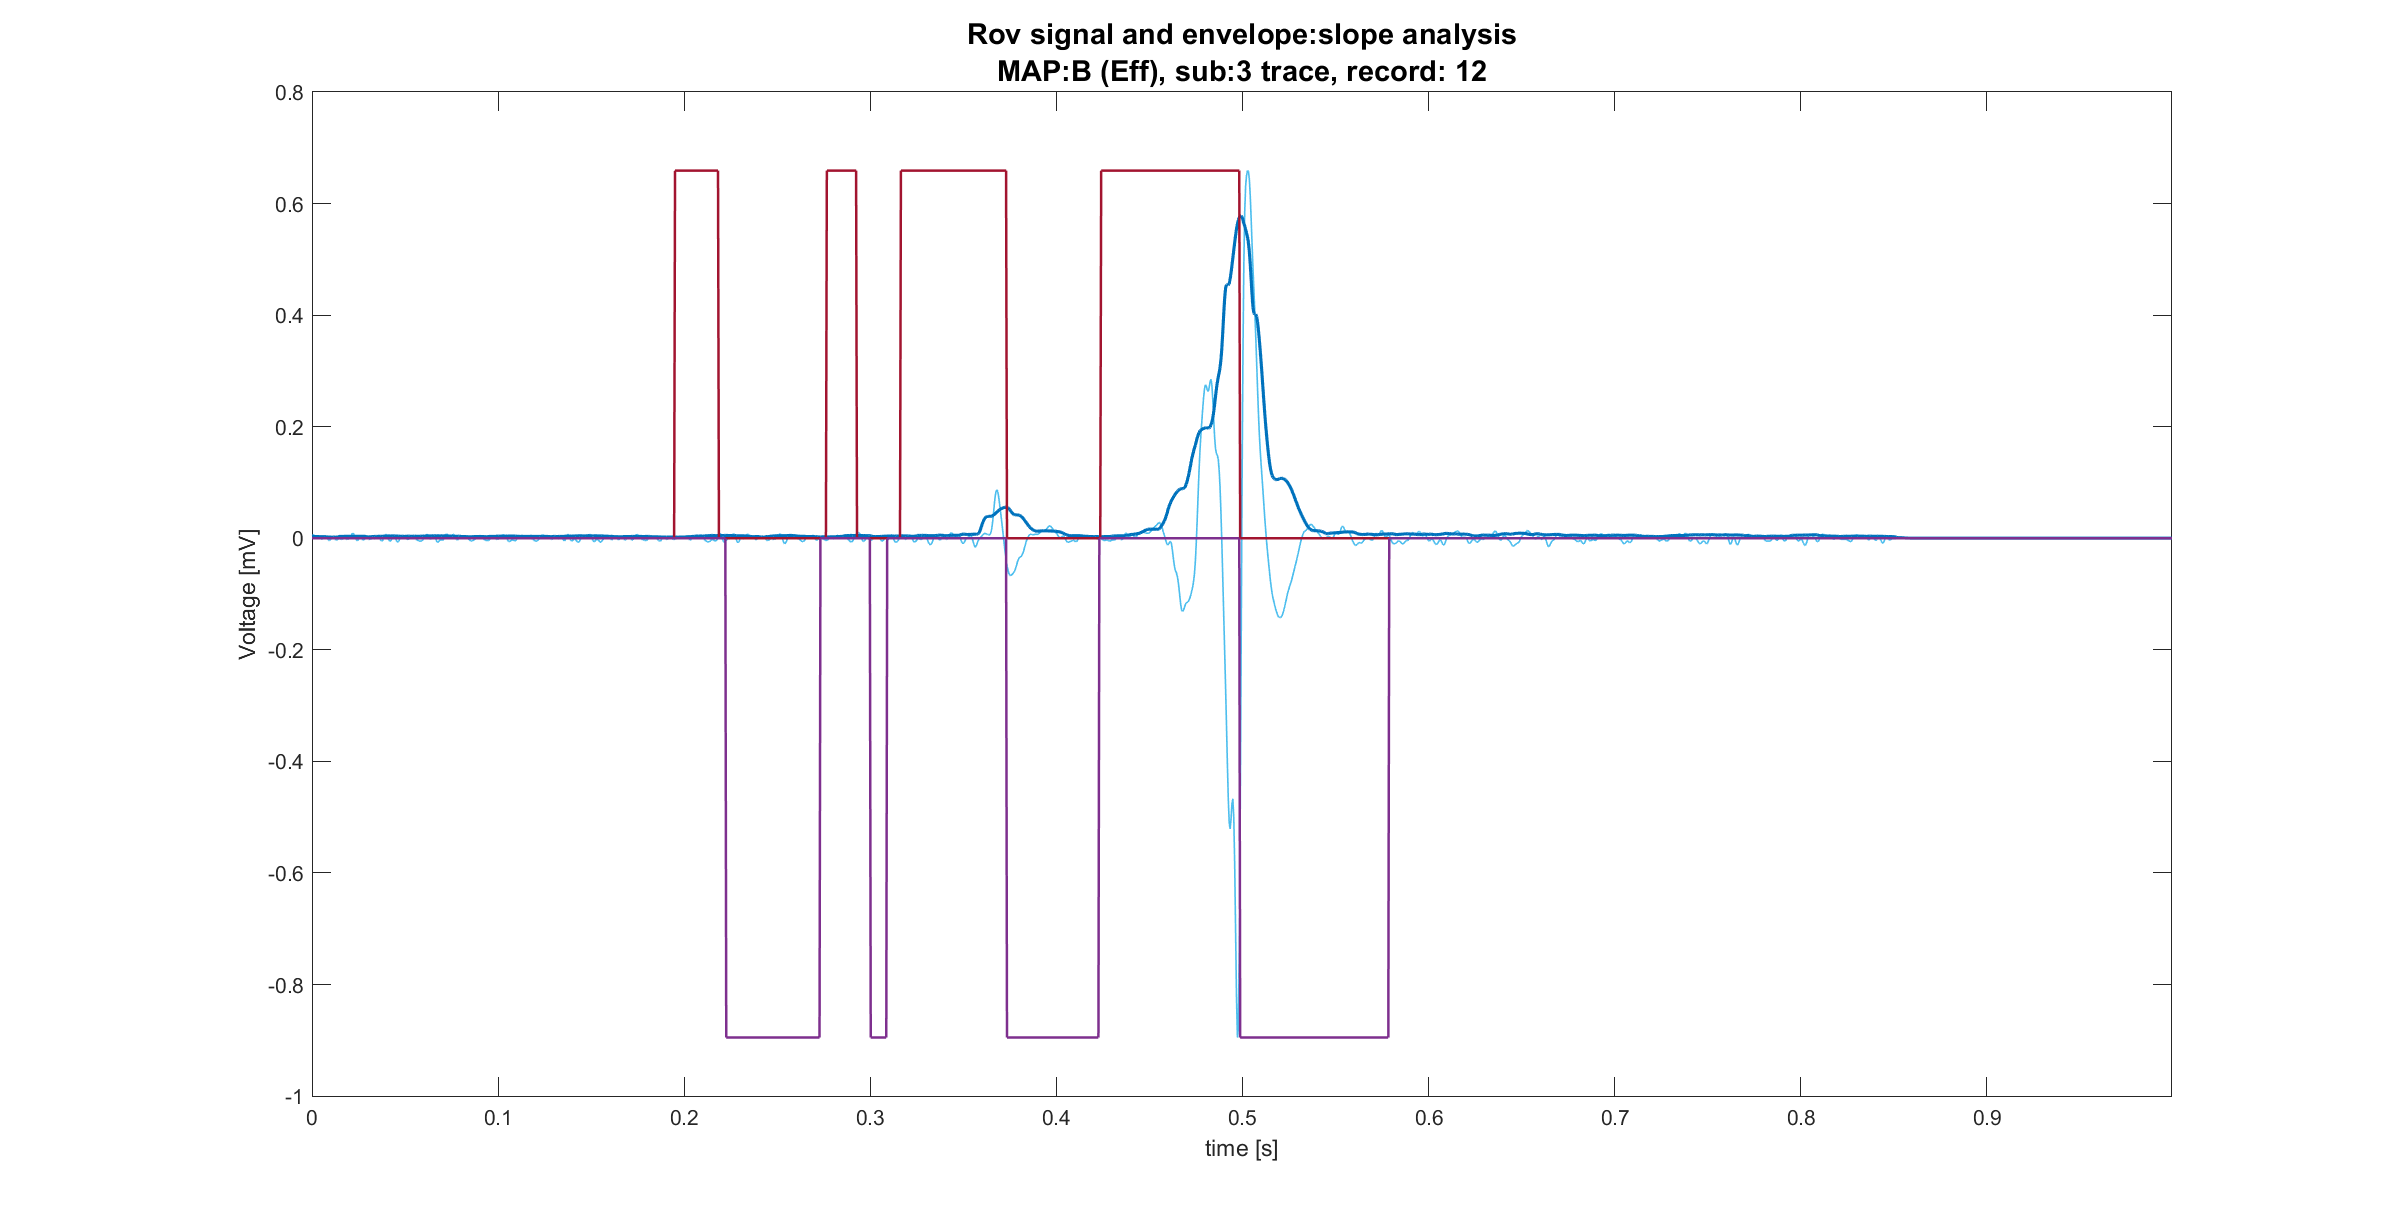 Rov signal and envelope:slope analysis
MAP:B (Eff), sub:3 trace, record: 12
0.8
0.6
0.4
0.2
0
-0.2
-0.4
-0.6
-0.8
-1
Voltage [mV]
0 0.1 0.2 0.3 0.4 0.5 0.6 0.7 0.8 0.9
time [s]